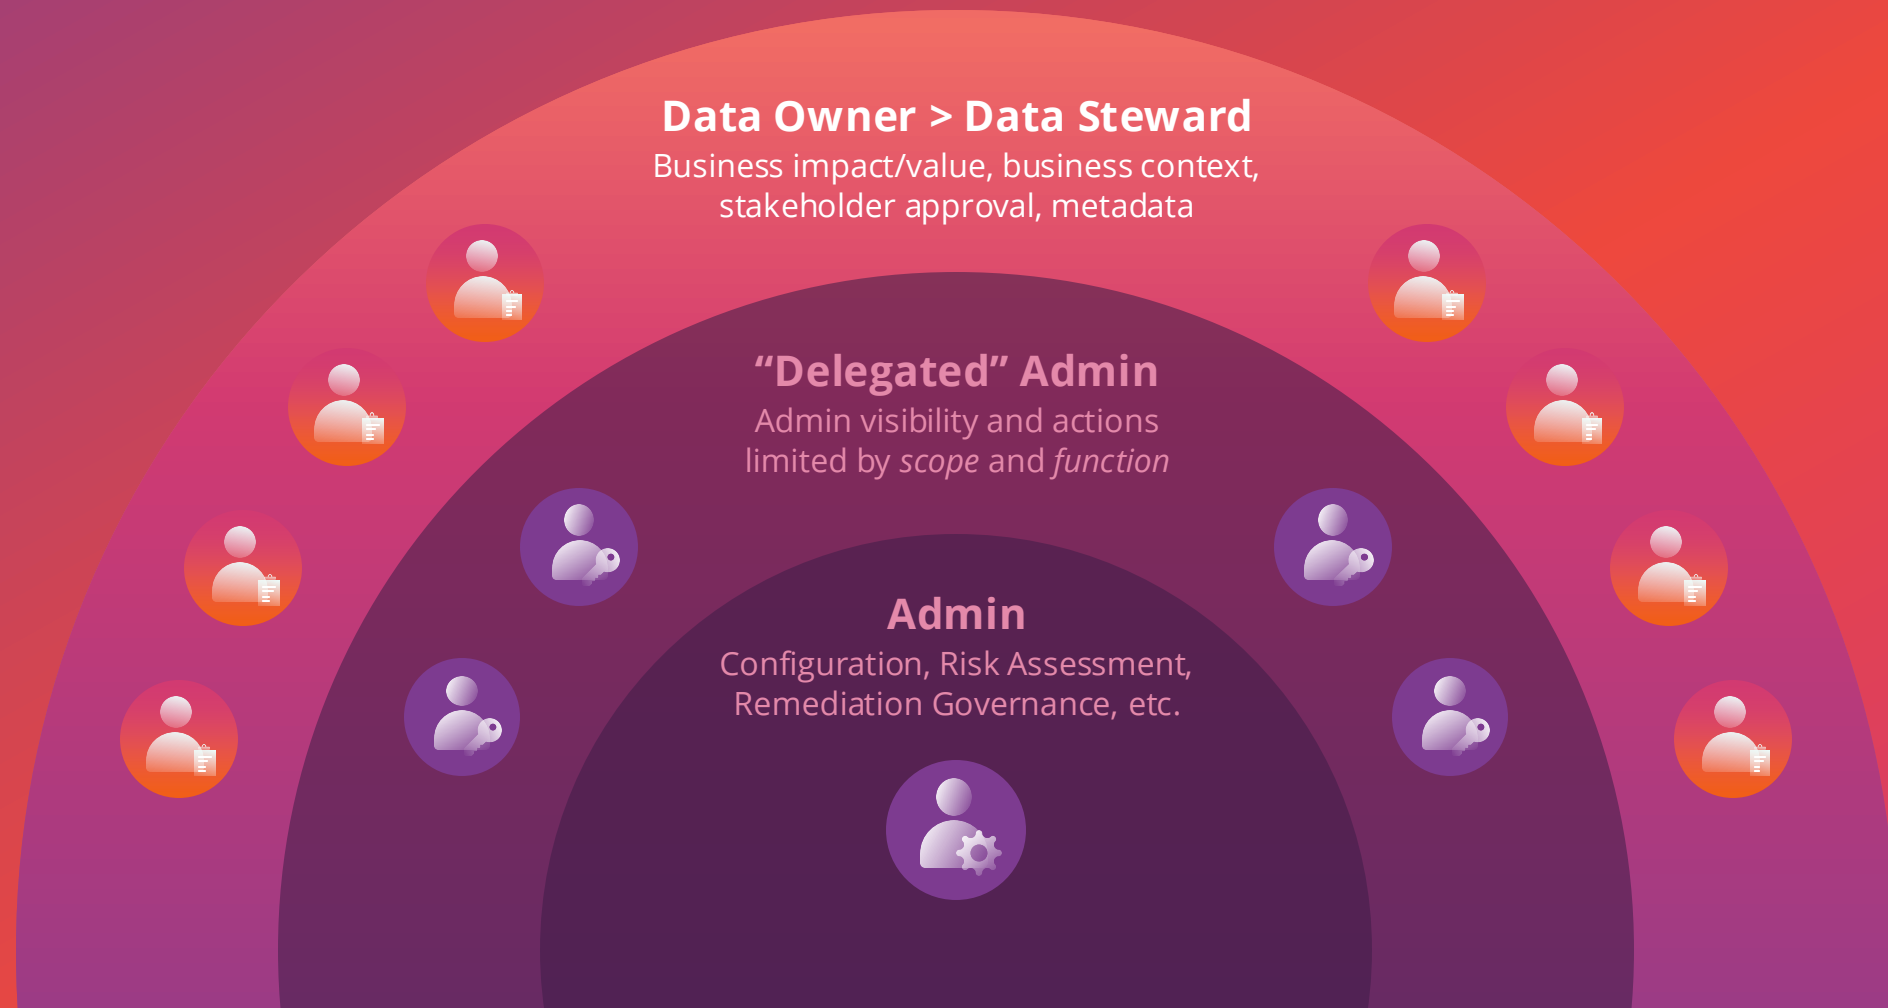 Data Owner > Data Steward
Business impact/value, business context,
stakeholder approval, metadata
“Delegated” Admin
Admin visibility and actions
limited by scope and function
Admin
Configuration, Risk Assessment,
Remediation Governance, etc.